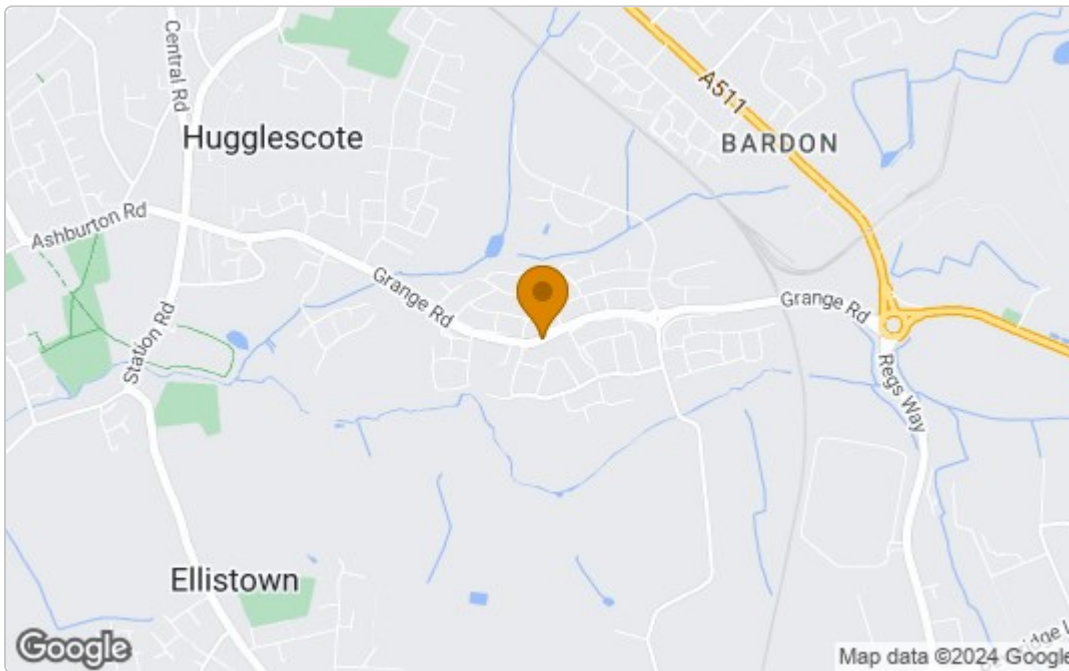 Central Rd
A511
Hugglescote
BARDON
Ashburton Rd
Grange Rd
Grange Rd
Station Rd
Regs Way
Ellistown
Google
Map data ©2024 Google